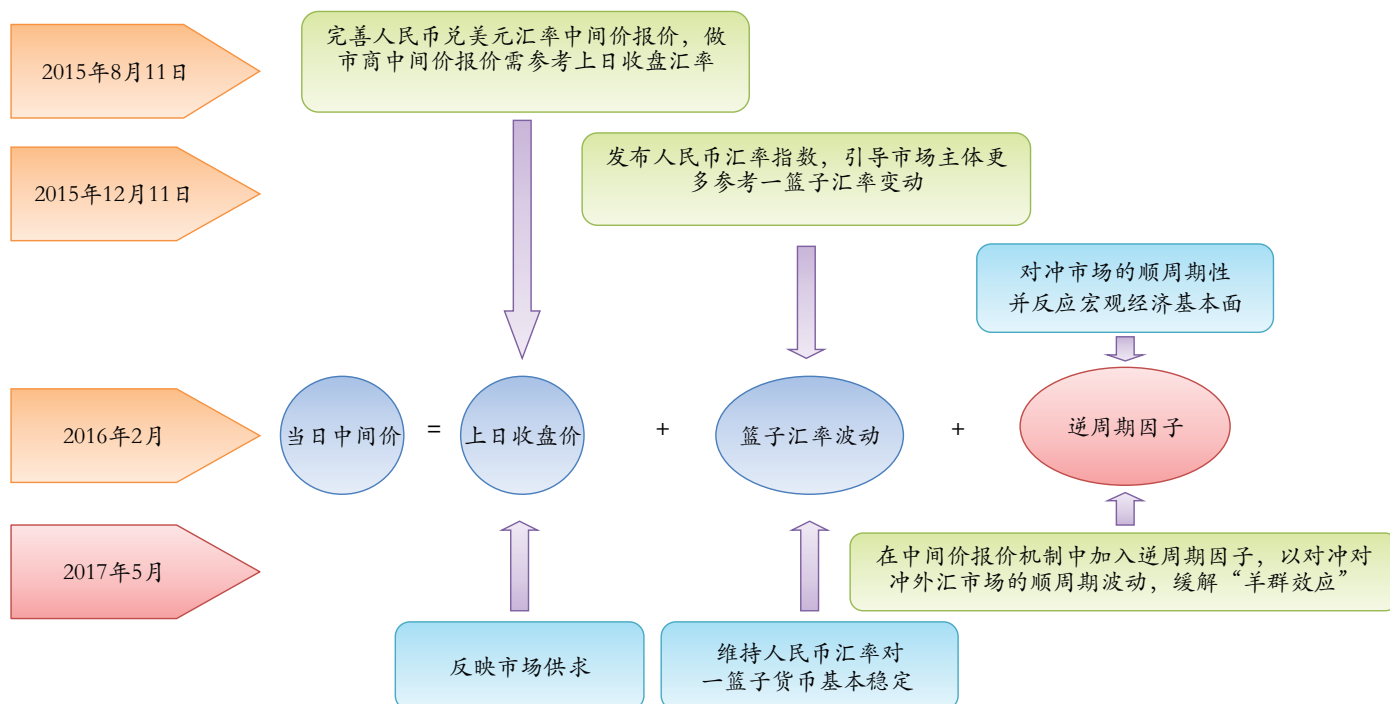 2015年8月11日
完善人民币兑美元汇率中间价报价，做
市商中间价报价需参考上日收盘汇率
2015年12月11日
发布人民币汇率指数，引导市场主体更
多参考一篮子汇率变动
对冲市场的顺周期性
并反应宏观经济基本面
2016年2月
当日中间价
=
上日收盘价
+
篮子汇率波动
+
逆周期因子
2017年5月
在中间价报价机制中加入逆周期因子，以对冲对
冲外汇市场的顺周期波动，缓解“羊群效应”
反映市场供求
维持人民币汇率对
一篮子货币基本稳定